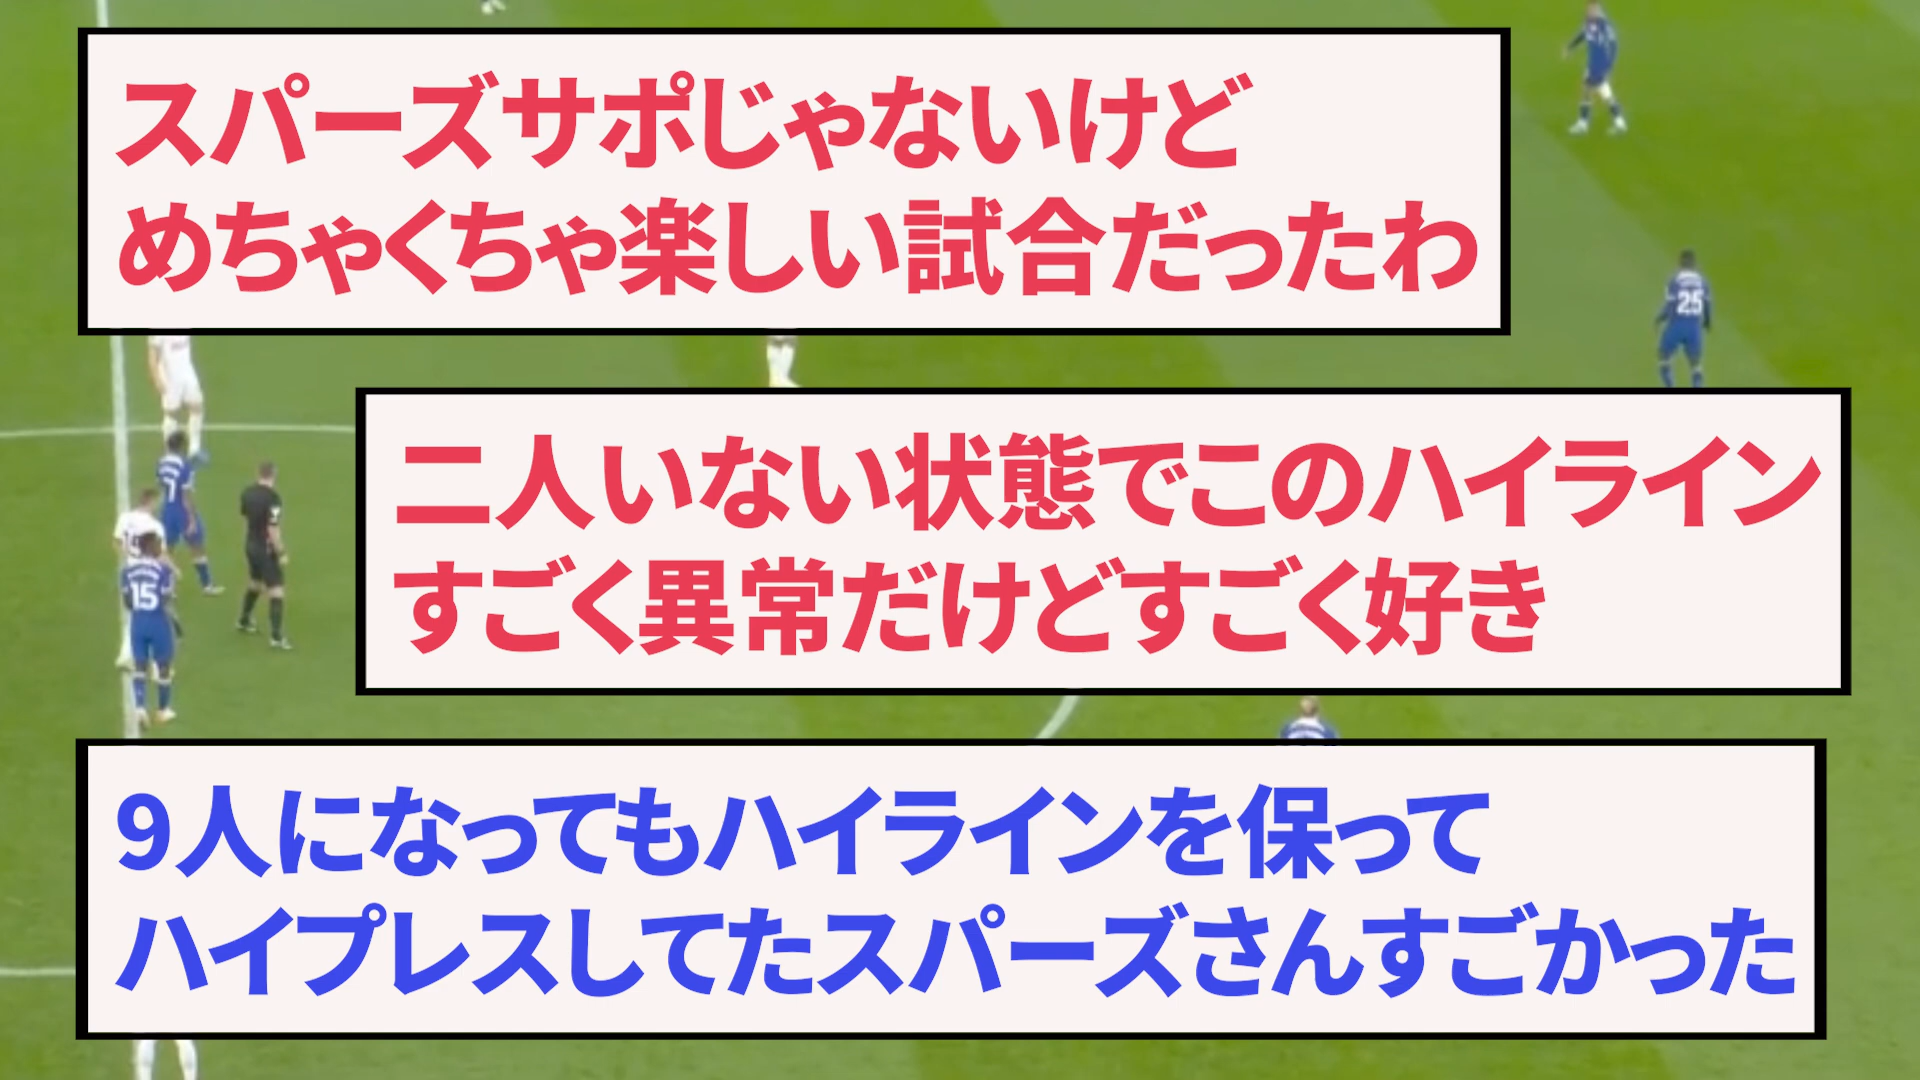 スパーズサポじゃないけど
めちゃくちゃ楽しい試合だったわ
25
二人いない状態でこのハイライン
すごく異常だけどすごく好き
7
15
9人になってもハイラインを保って
ハイプレスしてたスパーズさんすごかった